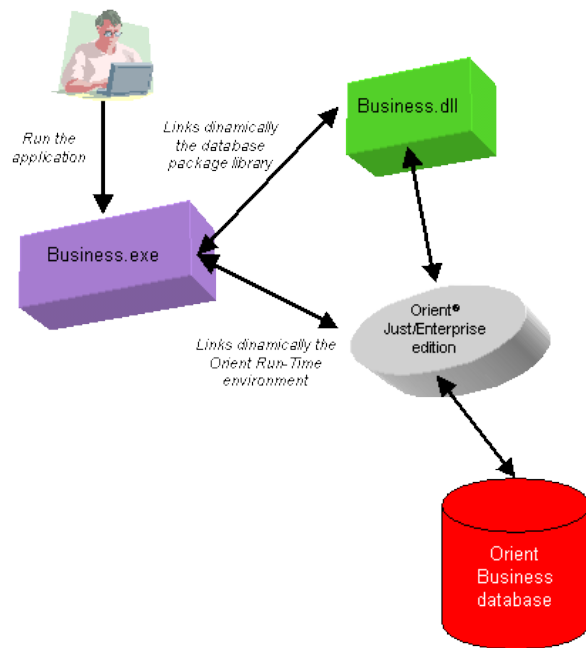 Business.dll
Run the
application
Links dinamically
the database
package library
Business.exe
Orient®
Just/Enterprise
edition
Links dinamically the
Orient Run-Time
environment
Orient
Business
database